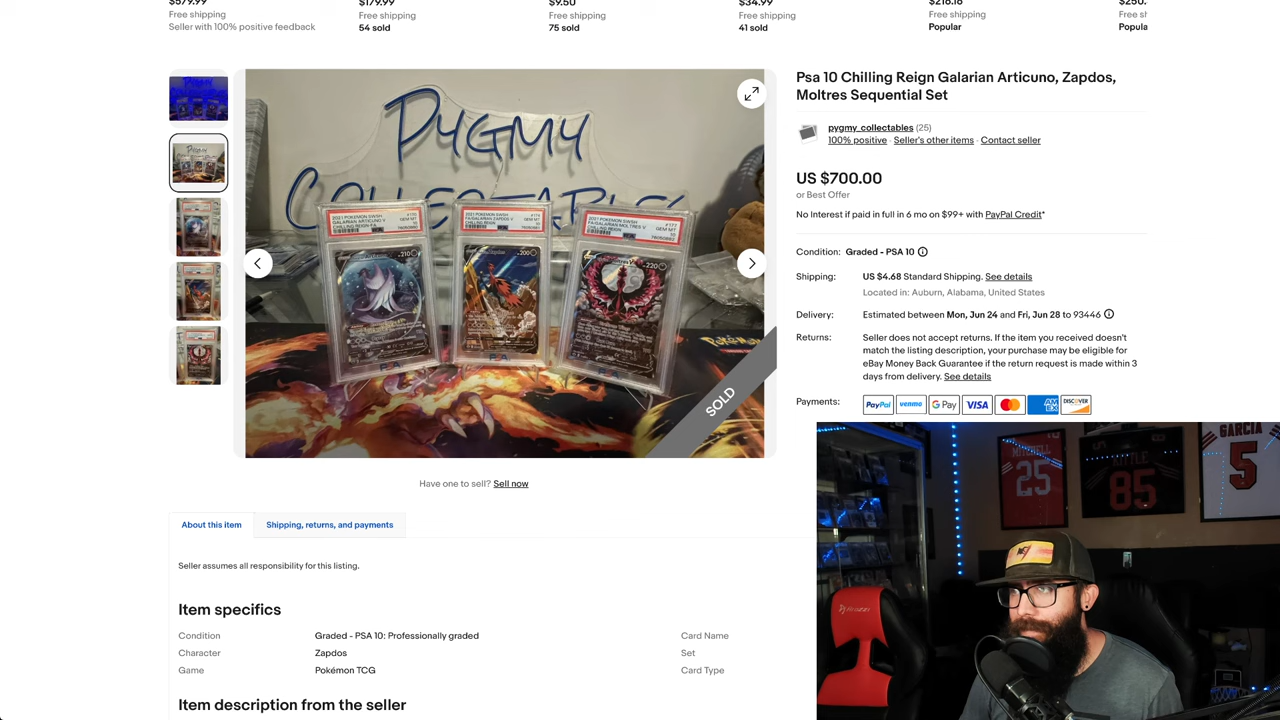 $579.99
Free shipping
Seller with 100% positive feedback
$179.99
Free shipping
54 sold
$9.50
Free shipping
75 sold
$34.99
Free shipping
41 sold
Free shipping
Popular
$250.
Free sh
Popula
PYGMY
COLLECTABLES
SOLD
Psa 10 Chilling Reign Galarian Articuno, Zapdos,
Moltres Sequential Set
pygmy_collectables (25)
100% positive · Seller's other items · Contact seller
US $700.00
or Best Offer
No Interest if paid in full in 6 mo on $99+ with PayPal Credit*
Condition: Graded - PSA 10
Shipping: US $4.68 Standard Shipping. See details
Located in: Auburn, Alabama, United States
Delivery: Estimated between Mon, Jun 24 and Fri, Jun 28 to 93446
Returns: Seller does not accept returns. If the item you received doesn't
match the listing description, your purchase may be eligible for
eBay Money Back Guarantee if the return request is made within 3
days from delivery. See details
Payments: PayPal venmo G Pay VISA MasterCard AM EX DISCOVER
Have one to sell? Sell now
About this item
Shipping, returns, and payments
Seller assumes all responsibility for this listing.
Item specifics
Condition Graded - PSA 10: Professionally graded
Card Name
Character Zapdos
Set
Game Pokémon TCG
Card Type
Item description from the seller
MITCHELL
25
KITTLE
85
GARCIA
5